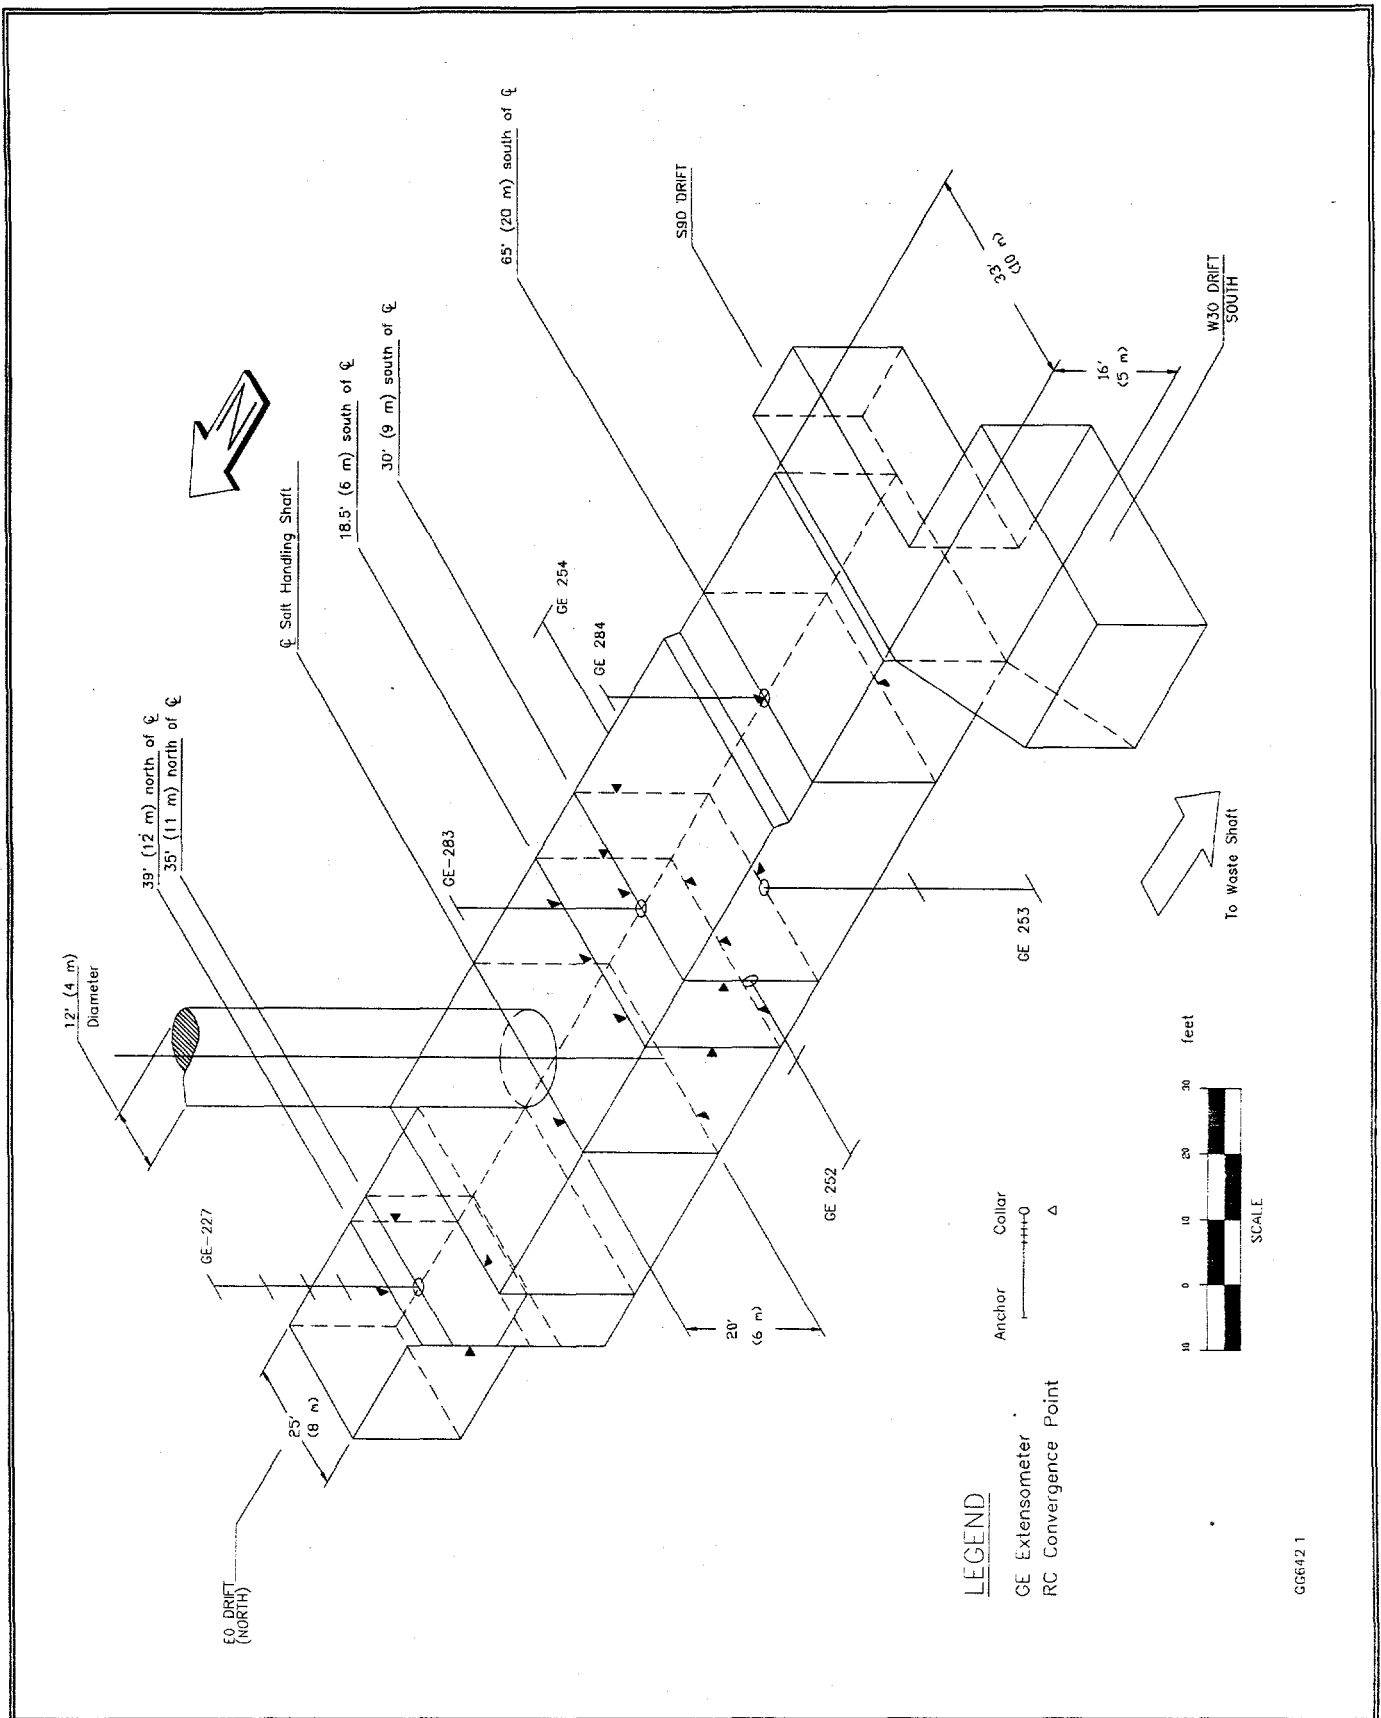 12' (4 m)
Diameter
39' (12 m) north of ℄
35' (11 m) north of ℄
℄ Salt Handling Shaft
18.5' (6 m) south of ℄
30' (9 m) south of ℄
65' (20 m) south of ℄
S90 DRIFT
N
GE-227
GE-283
GE 254
GE 284
33'
(10 m)
16'
(5 m)
W30 DRIFT
SOUTH
25'
(8 m)
E0 DRIFT
(NORTH)
20'
(6 m)
GE 252
GE 253
To Waste Shaft
LEGEND
Anchor Collar
GE Extensometer
RC Convergence Point
10 0 10 20 30 feet
SCALE
GG642 1